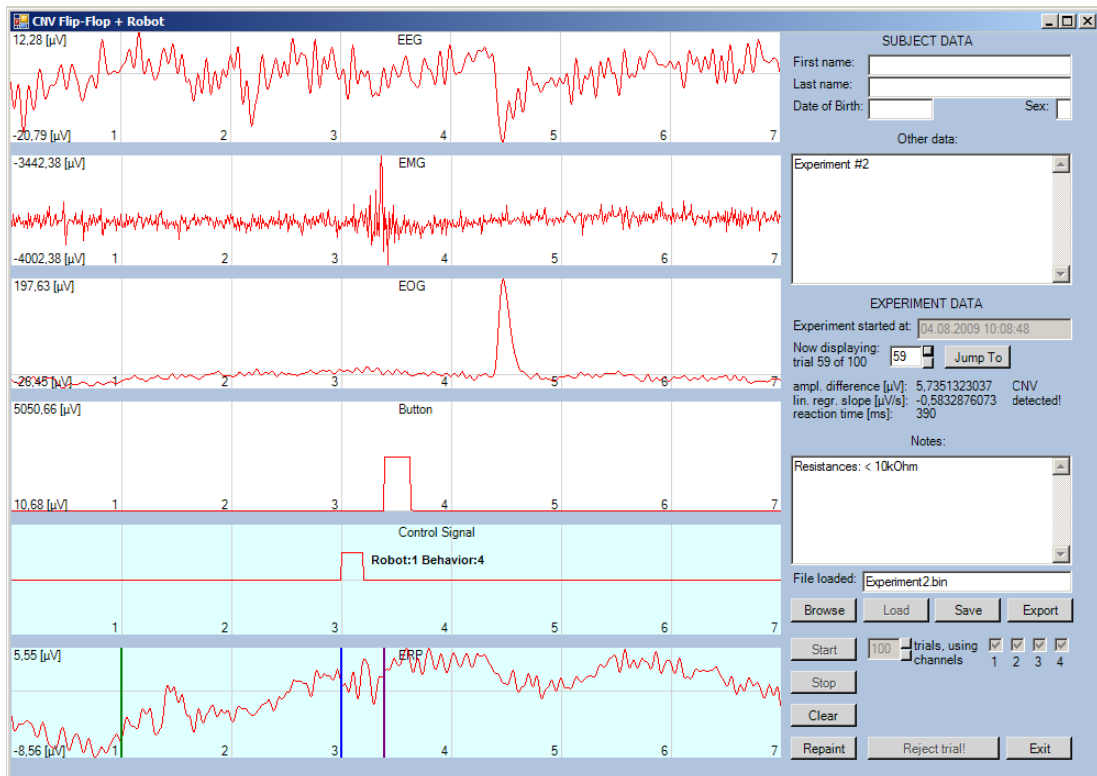 CNV Flip-Flop + Robot
12,28 [µV]
EEG
-20,79 [µV]
1 2 3 4 5 6 7
-3442,38 [µV]
EMG
-4002,38 [µV]
1 2 3 4 5 6 7
197,63 [µV]
EOG
-26,45 [µV]
1 2 3 4 5 6 7
5050,66 [µV]
Button
10,68 [µV]
1 2 3 4 5 6 7
Control Signal
Robot:1 Behavior:4
1 2 3 4 5 6 7
5,55 [µV]
ERP
-8,56 [µV]
1 2 3 4 5 6 7
SUBJECT DATA
First name:
Last name:
Date of Birth: Sex:
Other data:
Experiment #2
EXPERIMENT DATA
Experiment started at: 04.08.2009 10:08:48
Now displaying:
trial 59 of 100 59 Jump To
ampl. difference [µV]: 5,7351323037 CNV
lin. regr. slope [µV/s]: -0,5832876073 detected!
reaction time [ms]: 390
Notes:
Resistances: < 10kOhm
File loaded: Experiment2.bin
Browse Load Save Export
Start 100 trials, using
channels 1 2 3 4
Stop
Clear
Repaint Reject trial! Exit